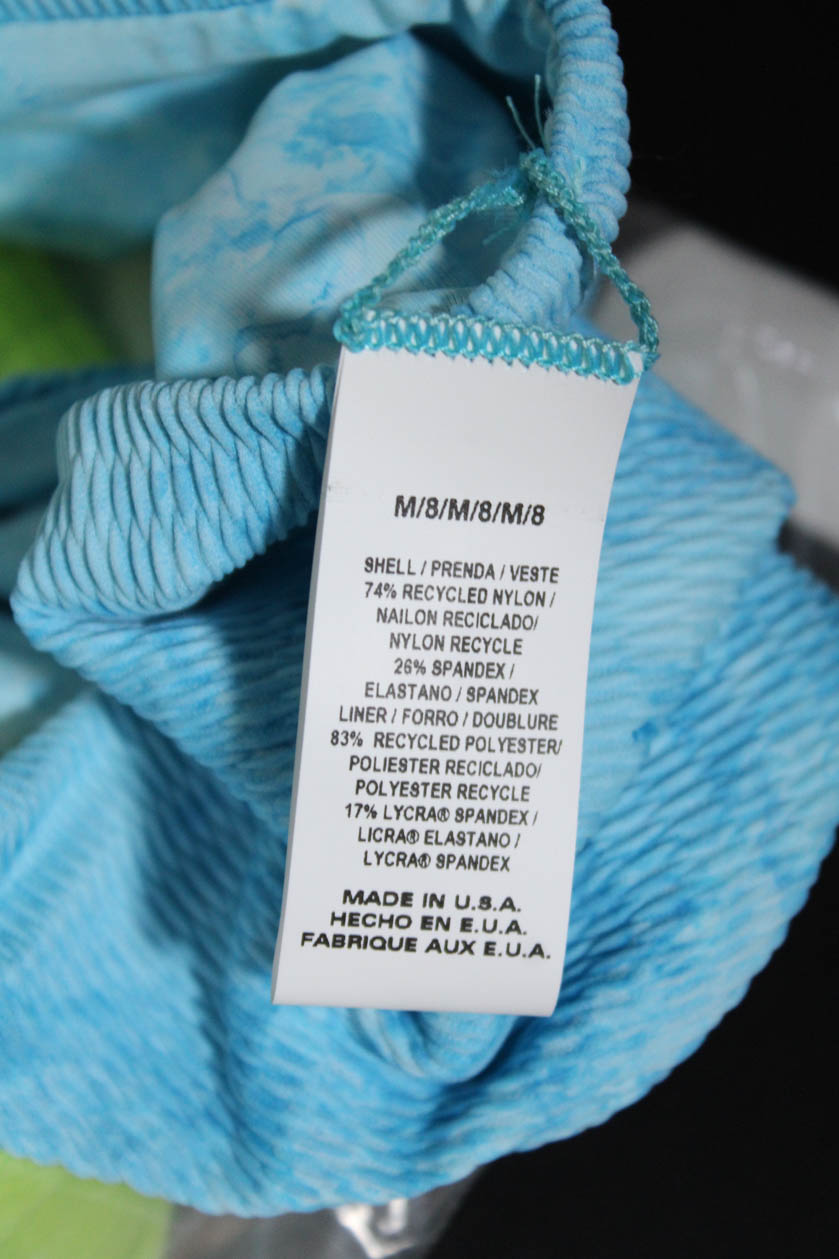 M/8/M/8/M/8
SHELL / PRENDA / VESTE
74% RECYCLED NYLON /
NAILON RECICLADO/
NYLON RECYCLE
26% SPANDEX /
ELASTANO / SPANDEX
LINER / FORRO / DOUBLURE
83% RECYCLED POLYESTER/
POLIESTER RECICLADO/
POLYESTER RECYCLE
17% LYCRA® SPANDEX /
LICRA® ELASTANO /
LYCRA® SPANDEX
MADE IN U.S.A.
HECHO EN E.U.A.
FABRIQUE AUX E.U.A.